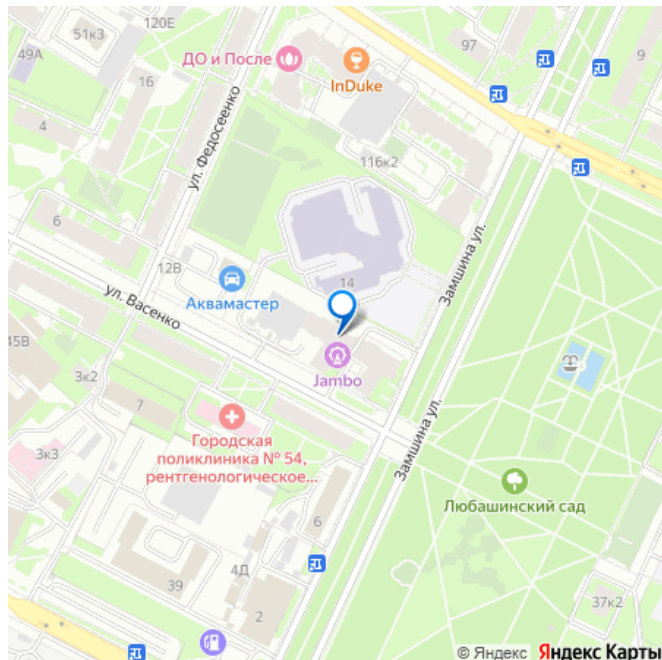 120Е
51к3
49А
ДО и После
InDuke
97
9
16
4
ул. Федосеенко
116к2
6
12В
Замшина ул.
14
Аквамастер
ул. Васенко
Jambo
45В
3к2
7
Городская
поликлиника № 54,
рентгенологическое...
3к3
Замшина ул.
Любашинский сад
6
4Д
39
2
37к2
© Яндекс Яндекс Карты